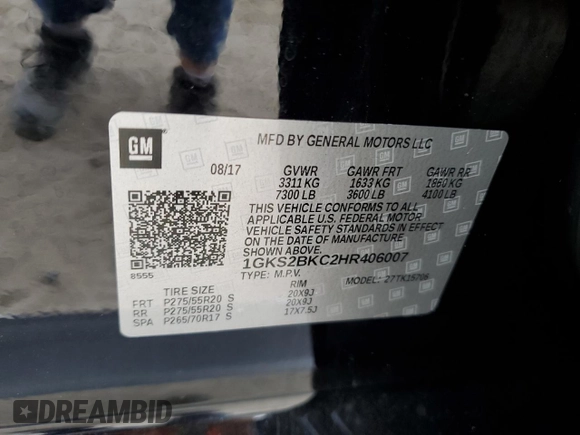 GM
MFD BY GENERAL MOTORS LLC
08/17 GVWR GAWR FRT GAWR RR
3311 KG 1633 KG 1860 KG
7300 LB 3600 LB 4100 LB
THIS VEHICLE CONFORMS TO ALL
APPLICABLE U.S. FEDERAL MOTOR
VEHICLE SAFETY STANDARDS IN EFFECT
ON THE DATE OF MANUFACTURE
SHOWN ABOVE.
1GKS2BKC2HR406007
8555
TYPE: M.P.V. MODEL:
TIRE SIZE RIM
FRT P275/55R20 S 20X9J
RR P275/55R20 S 20X9J
SPA P265/70R17 S 17X7.5J
DREAMBID